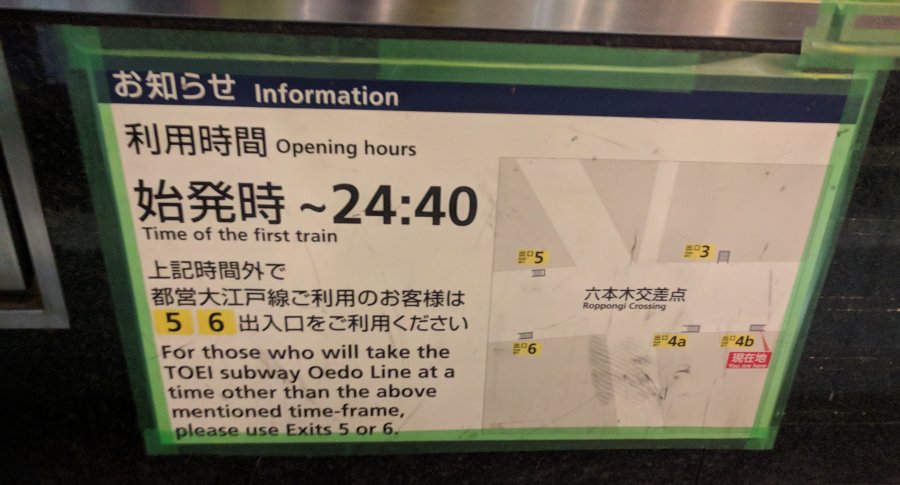 お知らせ Information
利用時間 Opening hours
始発時 ~24:40
Time of the first train
上記時間外で
都営大江戸線ご利用のお客様は
5 6 出入口をご利用ください
For those who will take the
TOEI subway Oedo Line at a
time other than the above
mentioned time-frame,
please use Exits 5 or 6.
出口 5
出口 3
六本木交差点
Roppongi Crossing
出口 6
出口 4a
出口 4b
現在地
You are here